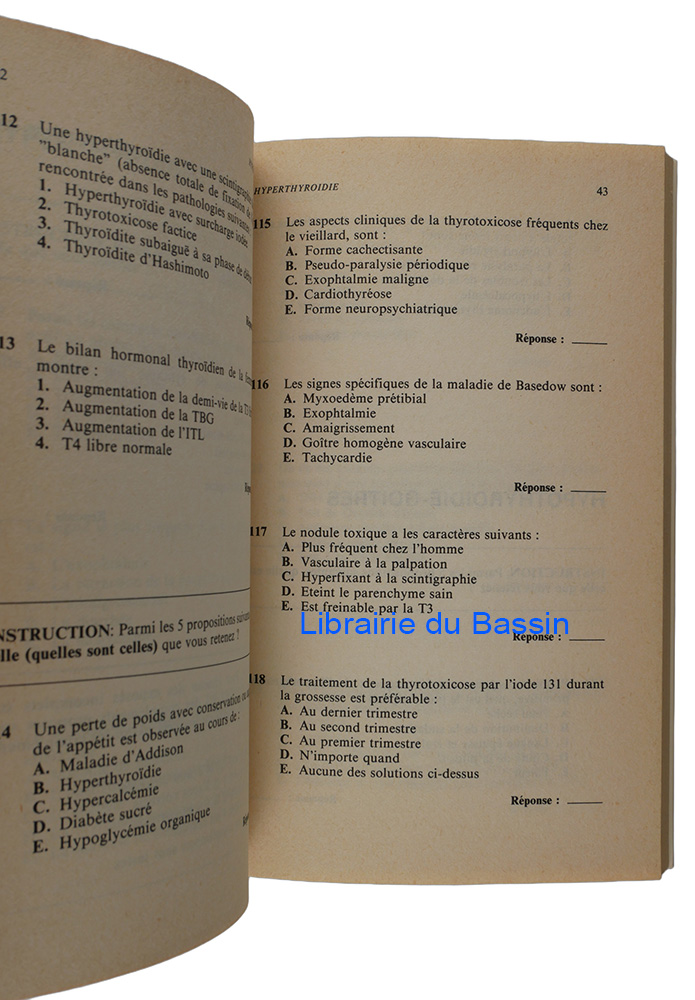 2
12 Une hyperthyroïdie avec une scintigraphie
"blanche" (absence totale de fixation de
rencontrée dans les pathologies suivantes
1. Hyperthyroïdie avec surcharge iodée
2. Thyrotoxicose factice
3. Thyroïdite subaiguë à sa phase de
4. Thyroïdite d'Hashimoto
13 Le bilan hormonal thyroïdien de la
montre :
1. Augmentation de la demi-vie de la
2. Augmentation de la TBG
3. Augmentation de l'ITL
4. T4 libre normale
NSTRUCTION: Parmi les 5 propositions
lle (quelles sont celles) que vous retenez ?
4 Une perte de poids avec conservation ou
de l'appétit est observée au cours de :
A. Maladie d'Addison
B. Hyperthyroïdie
C. Hypercalcémie
D. Diabète sucré
E. Hypoglycémie organique
HYPERTHYROIDIE 43
115 Les aspects cliniques de la thyrotoxicose fréquents chez
le vieillard, sont :
A. Forme cachectisante
B. Pseudo-paralysie périodique
C. Exophtalmie maligne
D. Cardiothyréose
E. Forme neuropsychiatrique
Réponse : ______
116 Les signes spécifiques de la maladie de Basedow sont :
A. Myxoedème prétibial
B. Exophtalmie
C. Amaigrissement
D. Goître homogène vasculaire
E. Tachycardie
Réponse : ______
117 Le nodule toxique a les caractères suivants :
A. Plus fréquent chez l'homme
B. Vasculaire à la palpation
C. Hyperfixant à la scintigraphie
D. Eteint le parenchyme sain
E. Est freinable par la T3
Librairie du Bassin
Réponse : ______
118 Le traitement de la thyrotoxicose par l'iode 131 durant
la grossesse est préférable :
A. Au dernier trimestre
B. Au second trimestre
C. Au premier trimestre
D. N'importe quand
E. Aucune des solutions ci-dessus
Réponse : ______